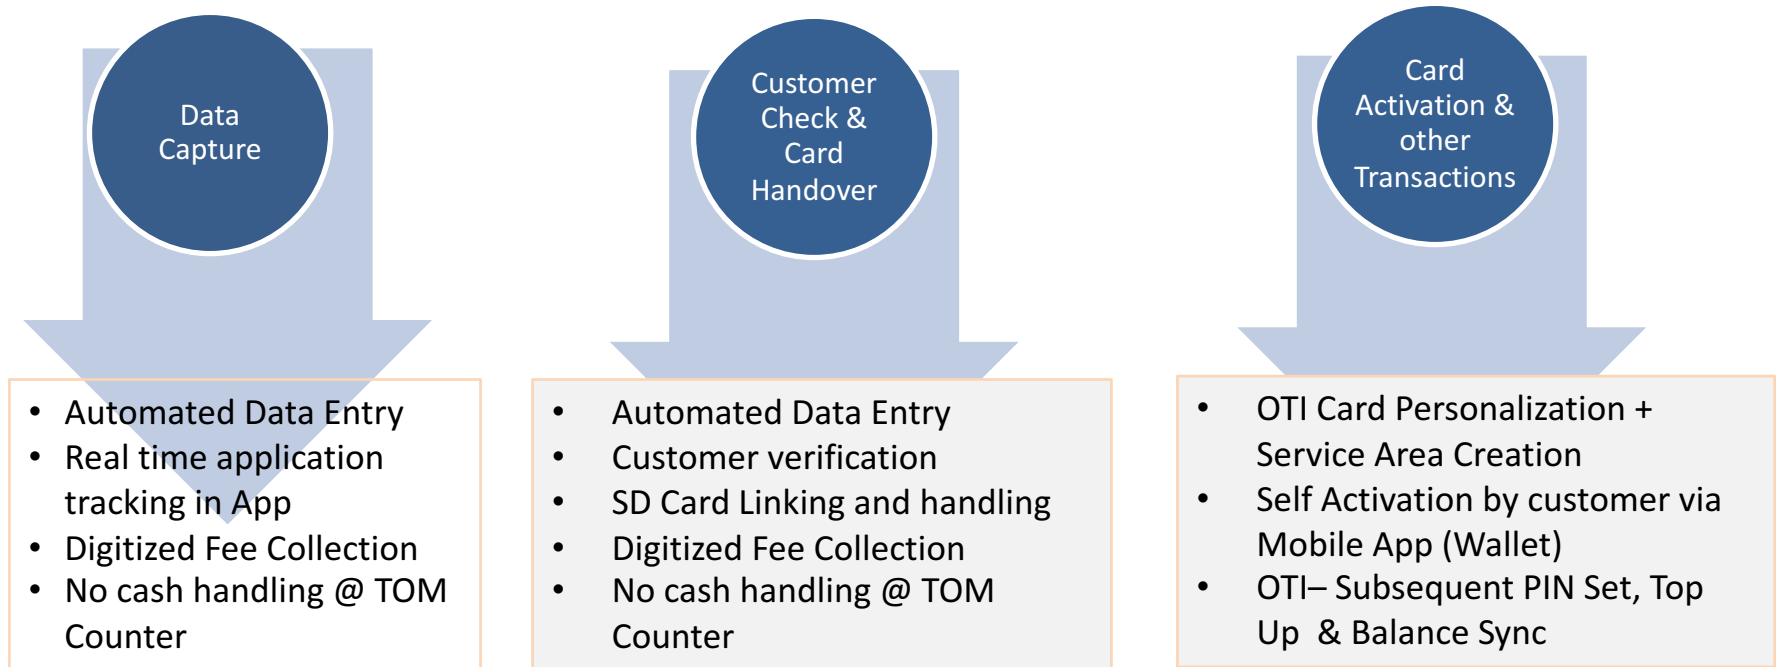 Data
Capture
• Automated Data Entry
• Real time application
tracking in App
• Digitized Fee Collection
• No cash handling @ TOM
Counter
Customer
Check &
Card
Handover
• Automated Data Entry
• Customer verification
• SD Card Linking and handling
• Digitized Fee Collection
• No cash handling @ TOM
Counter
Card
Activation &
other
Transactions
• OTI Card Personalization +
Service Area Creation
• Self Activation by customer via
Mobile App (Wallet)
• OTI– Subsequent PIN Set, Top
Up & Balance Sync